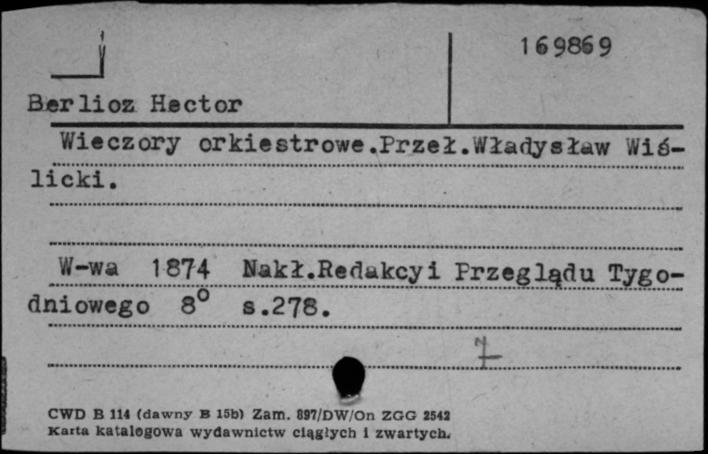 169869
Berlioz Hector
Wieczory orkiestrowe.Przeł.Władysław Wiś-
licki.
W-wa 1874 Nakł.Redakcyi Przeglądu Tygo-
dniowego 8° s.278.
CWD B 114 (dawny B 15b) Zam. 897/DW/On ZGG 2542
Karta katalogowa wydawnictw ciągłych i zwartych.